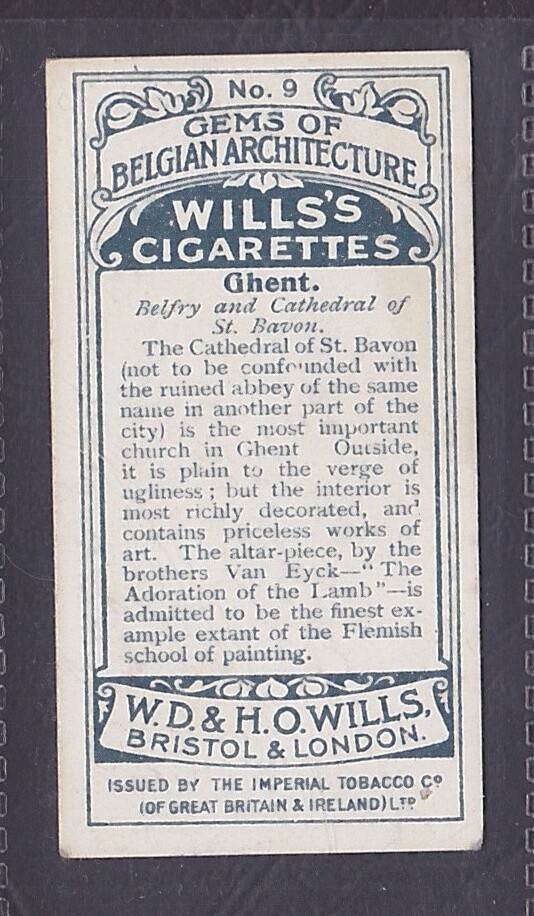 No. 9
GEMS OF
BELGIAN ARCHITECTURE
WILLS'S
CIGARETTES
Ghent.
Belfry and Cathedral of
St. Bavon.
The Cathedral of St. Bavon
(not to be confounded with
the ruined abbey of the same
name in another part of the
city) is the most important
church in Ghent Outside,
it is plain to the verge of
ugliness; but the interior is
most richly decorated, and
contains priceless works of
art. The altar-piece, by the
brothers Van Eyck—"The
Adoration of the Lamb"—is
admitted to be the finest ex-
ample extant of the Flemish
school of painting.
W.D. & H.O. WILLS,
BRISTOL & LONDON.
ISSUED BY THE IMPERIAL TOBACCO Co
(OF GREAT BRITAIN & IRELAND) LTD